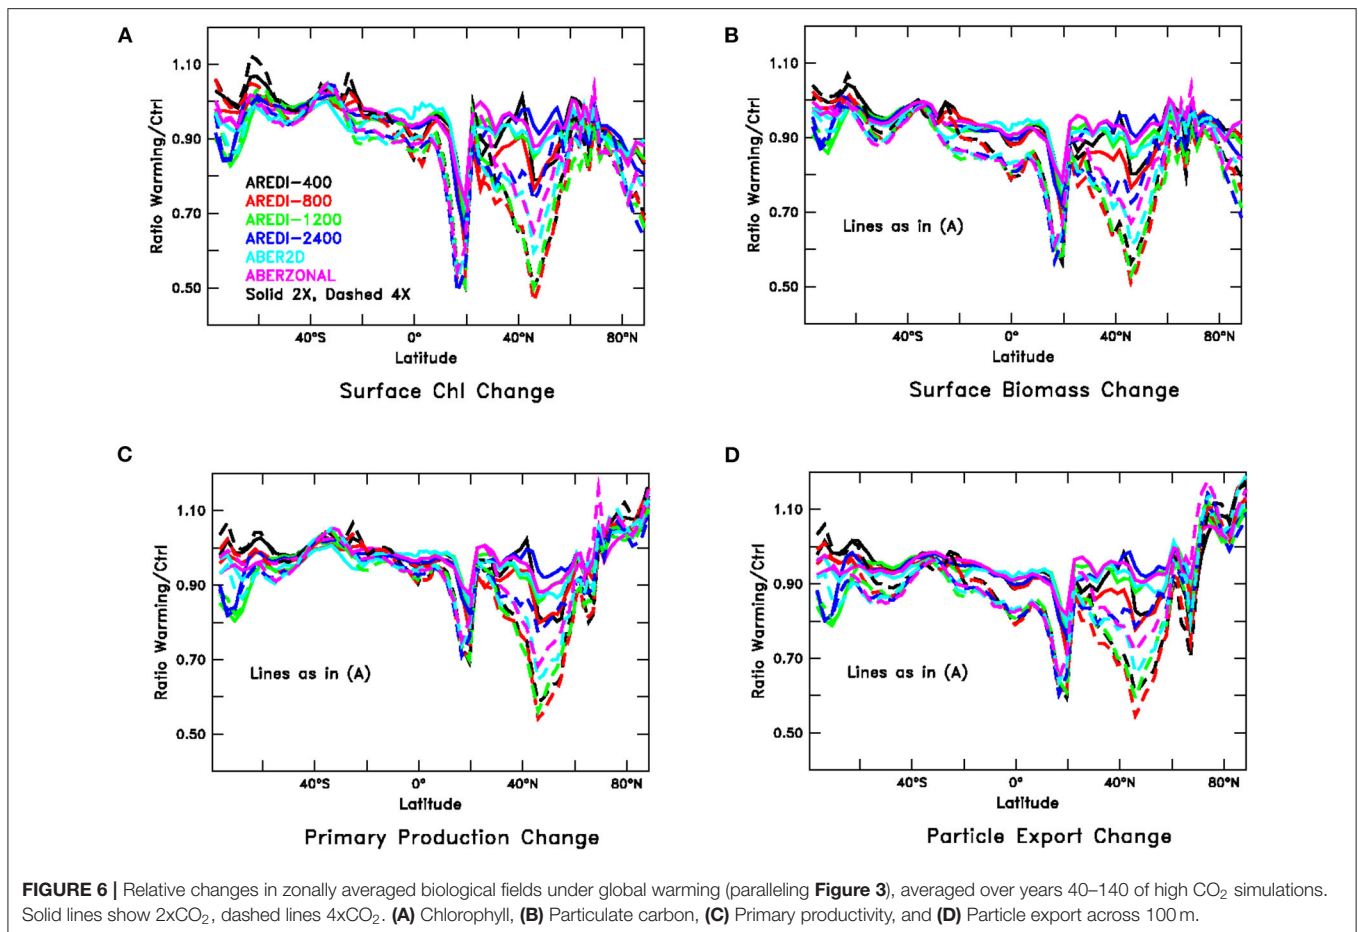 A
Ratio Warming/Ctrl
1.10
0.90
0.70
0.50
AREDI-400
AREDI-800
AREDI-1200
AREDI-2400
ABER2D
ABERZONAL
Solid 2X, Dashed 4X
40°S 0° 40°N 80°N
Latitude
Surface Chl Change
B
Ratio Warming/Ctrl
1.10
0.90
0.70
0.50
Lines as in (A)
40°S 0° 40°N 80°N
Latitude
Surface Biomass Change
C
Ratio Warming/Ctrl
1.10
0.90
0.70
0.50
Lines as in (A)
40°S 0° 40°N 80°N
Latitude
Primary Production Change
D
Ratio Warming/Ctrl
1.10
0.90
0.70
0.50
Lines as in (A)
40°S 0° 40°N 80°N
Latitude
Particle Export Change
FIGURE 6 | Relative changes in zonally averaged biological fields under global warming (paralleling Figure 3), averaged over years 40–140 of high CO₂ simulations.
Solid lines show 2xCO₂, dashed lines 4xCO₂. (A) Chlorophyll, (B) Particulate carbon, (C) Primary productivity, and (D) Particle export across 100 m.